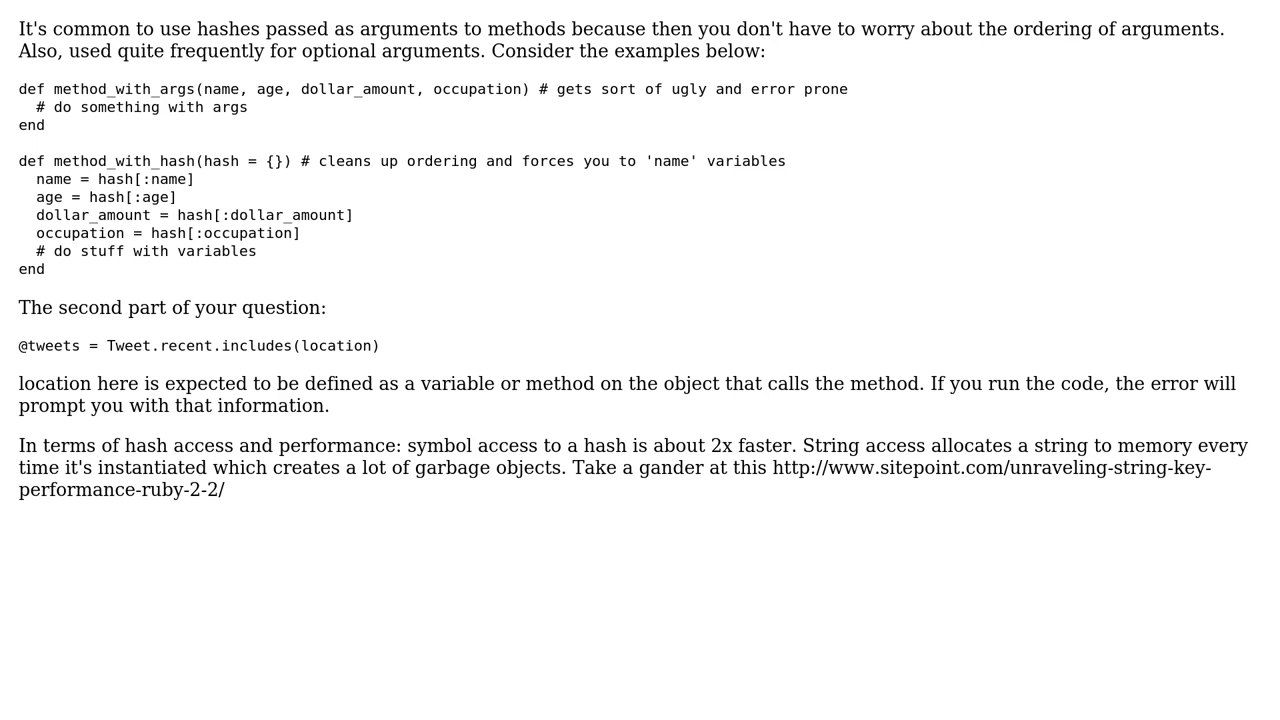 It's common to use hashes passed as arguments to methods because then you don't have to worry about the ordering of arguments.
Also, used quite frequently for optional arguments. Consider the examples below:
def method_with_args(name, age, dollar_amount, occupation) # gets sort of ugly and error prone
  # do something with args
end
def method_with_hash(hash = {}) # cleans up ordering and forces you to 'name' variables
  name = hash[:name]
  age = hash[:age]
  dollar_amount = hash[:dollar_amount]
  occupation = hash[:occupation]
  # do stuff with variables
end
The second part of your question:
@tweets = Tweet.recent.includes(location)
location here is expected to be defined as a variable or method on the object that calls the method. If you run the code, the error will
prompt you with that information.
In terms of hash access and performance: symbol access to a hash is about 2x faster. String access allocates a string to memory every
time it's instantiated which creates a lot of garbage objects. Take a gander at this http://www.sitepoint.com/unraveling-string-key-
performance-ruby-2-2/